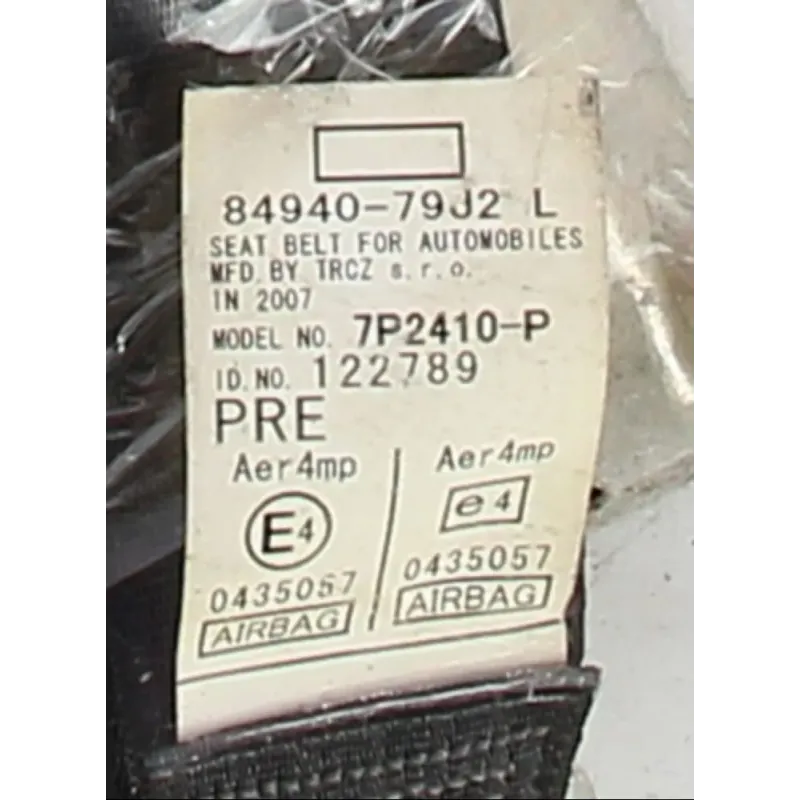 84940-79J2 L
SEAT BELT FOR AUTOMOBILES
MFD. BY TRCZ s.r.o.
IN 2007
MODEL NO. 7P2410-P
ID. NO. 122789
PRE
Aer4mp Aer4mp
E4 e4
0435057 0435057
AIRBAG AIRBAG